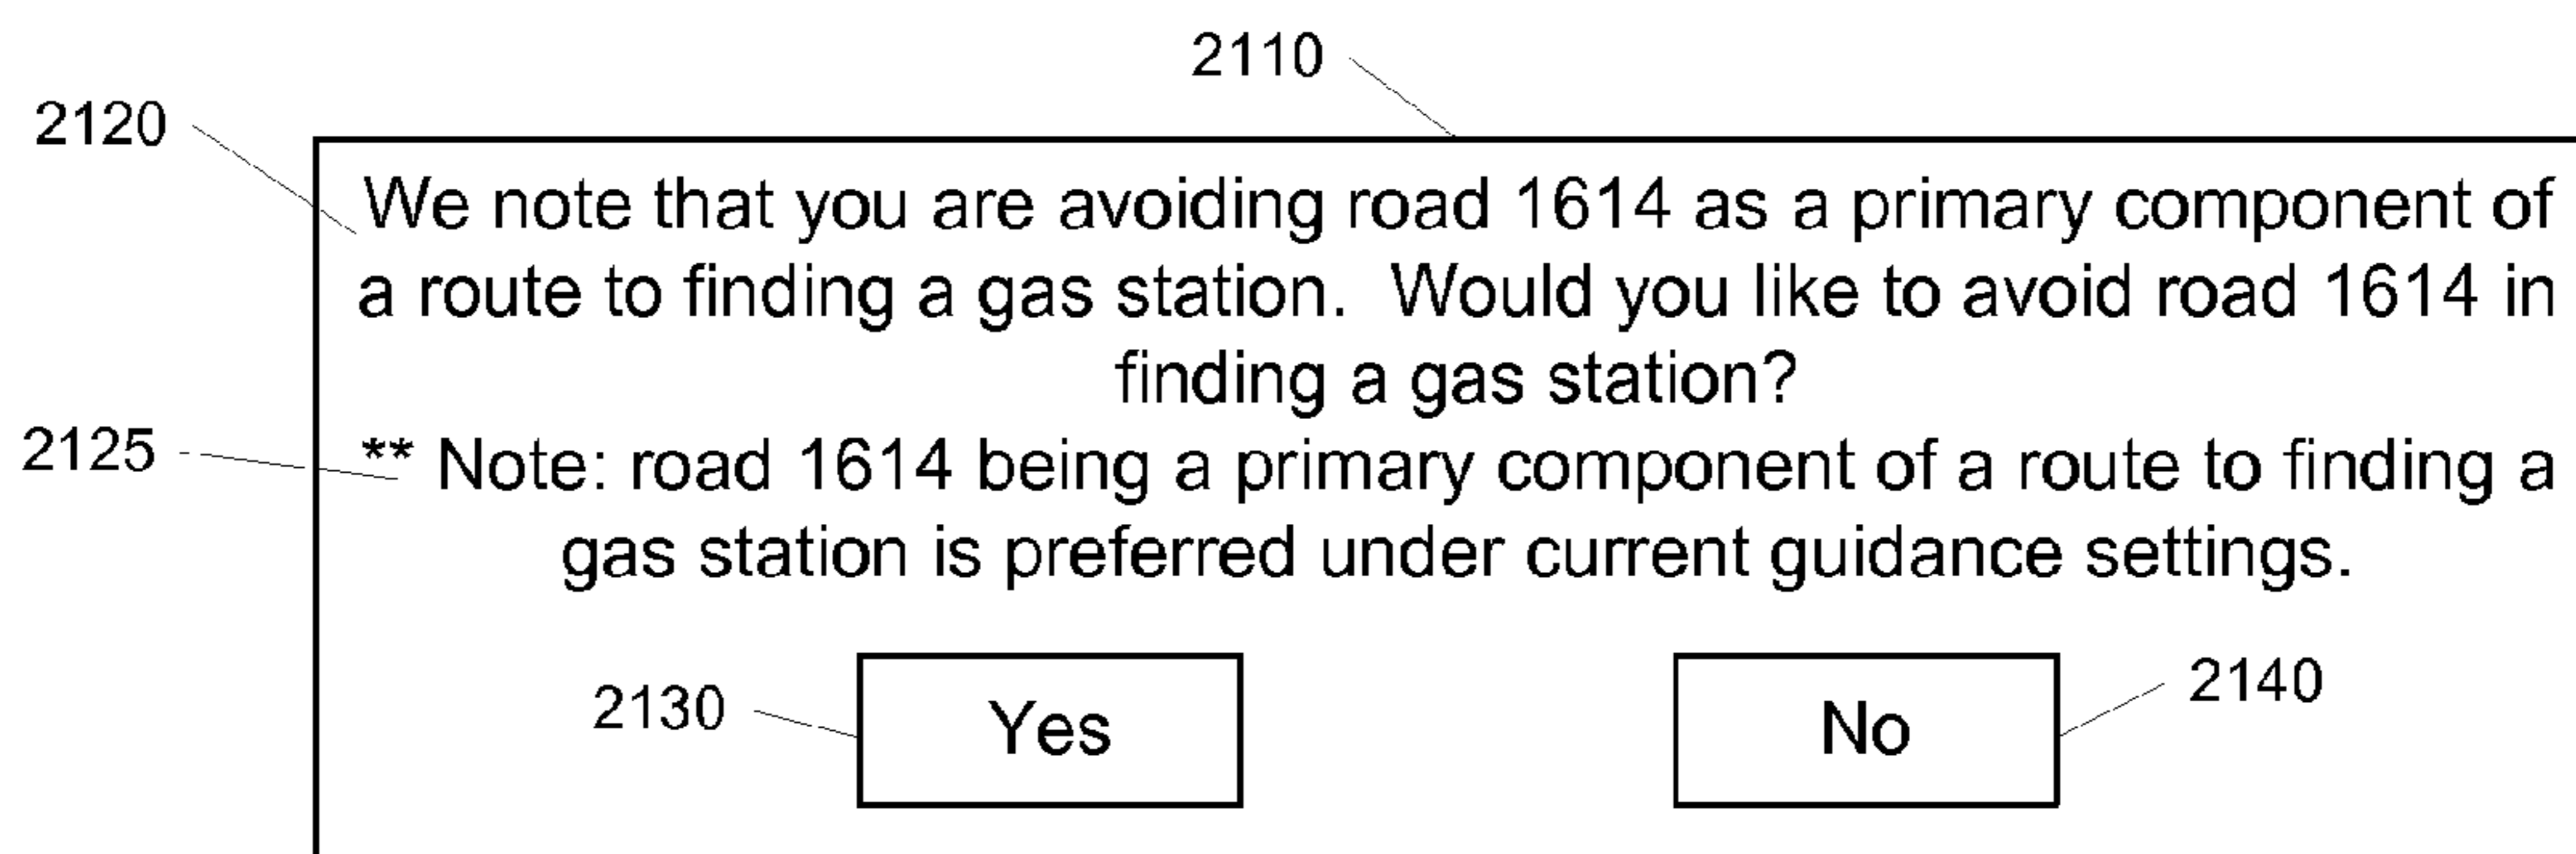 2110
2120
We note that you are avoiding road 1614 as a primary component of
a route to finding a gas station. Would you like to avoid road 1614 in
finding a gas station?
2125
** Note: road 1614 being a primary component of a route to finding a
gas station is preferred under current guidance settings.
2130
Yes
No
2140